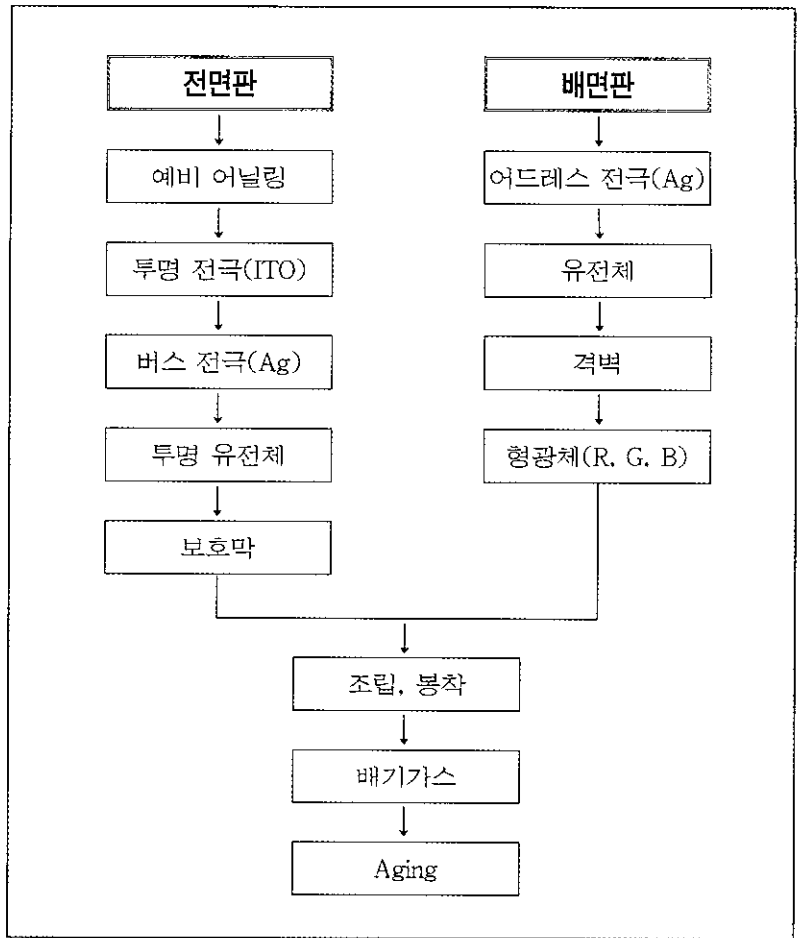 전면판
예비 어닐링
투명 전극(ITO)
버스 전극(Ag)
투명 유전체
보호막
배면판
어드레스 전극(Ag)
유전체
격벽
형광체(R, G, B)
조립, 봉착
배기가스
Aging